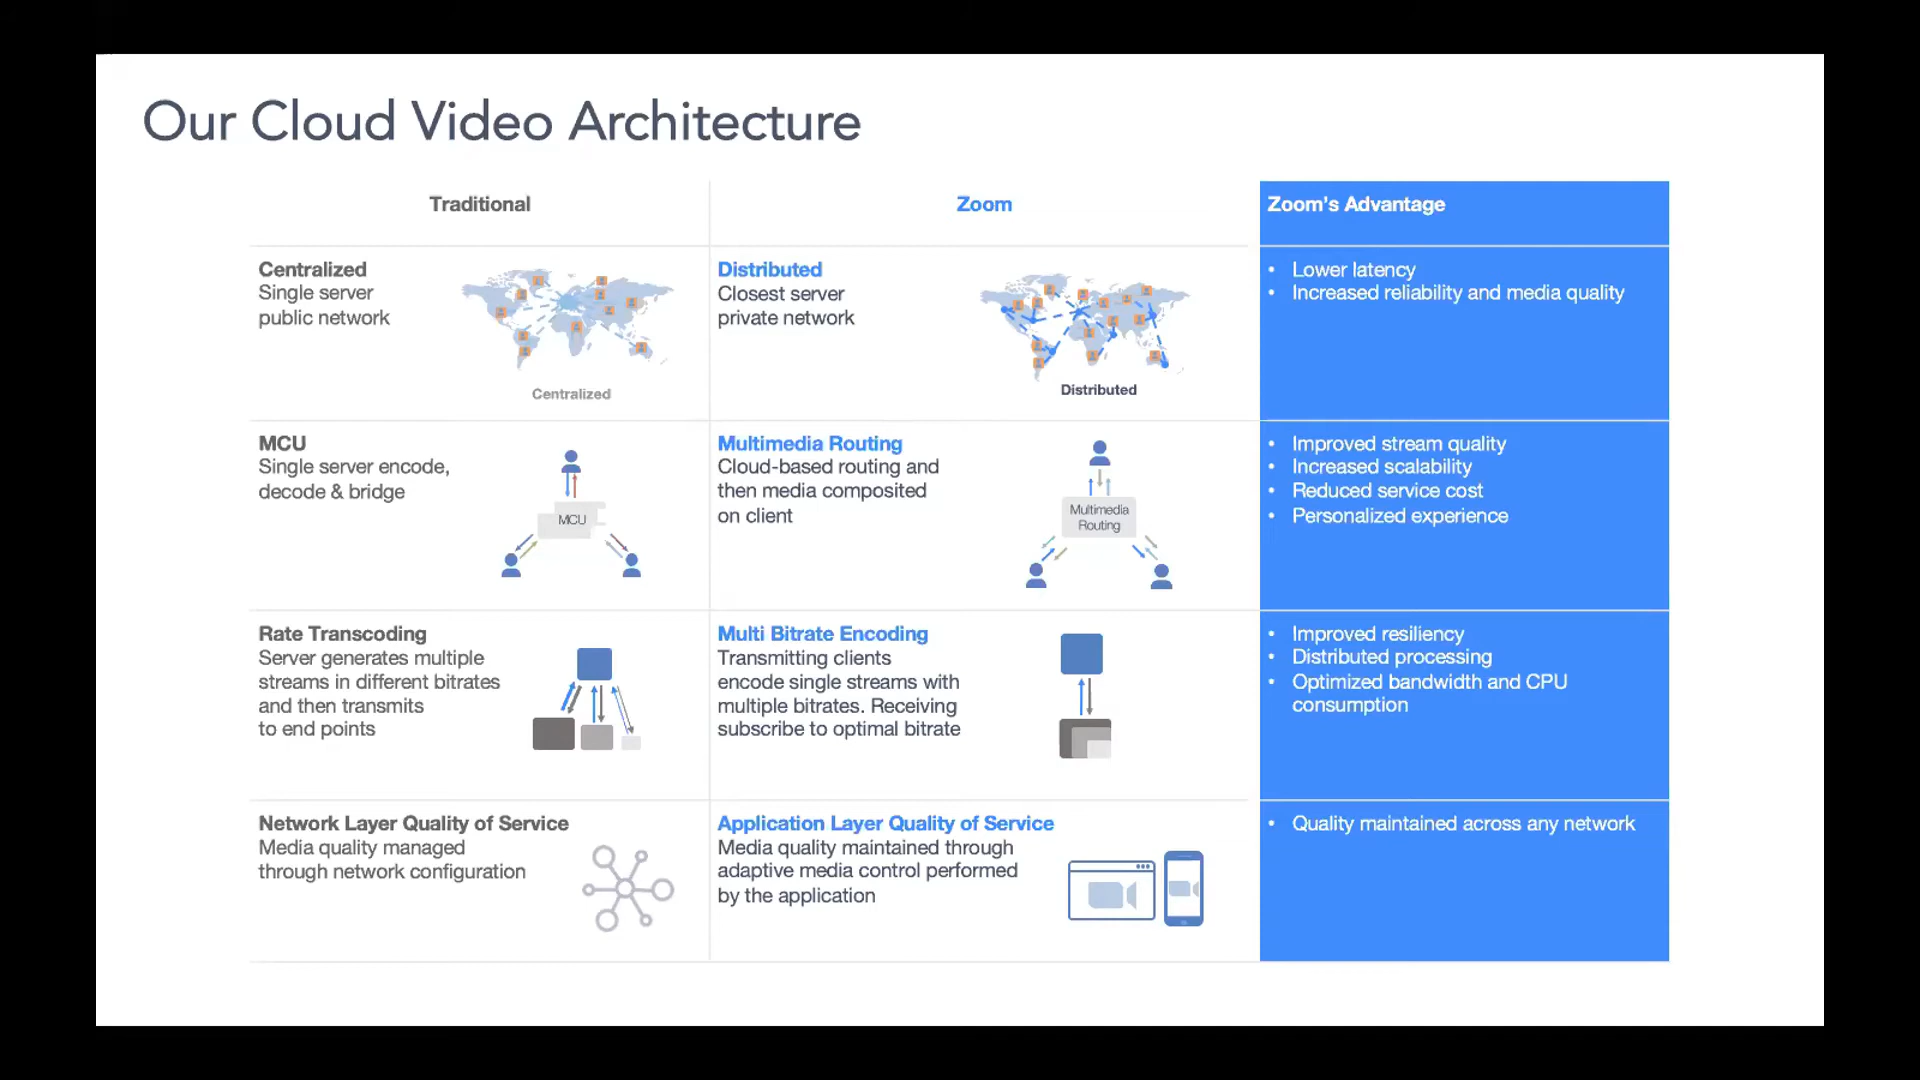 Our Cloud Video Architecture
Traditional
Zoom
Zoom's Advantage
Centralized
Single server
public network
Centralized
Distributed
Closest server
private network
Distributed
• Lower latency
• Increased reliability and media quality
MCU
Single server encode,
decode & bridge
MCU
Multimedia Routing
Cloud-based routing and
then media composited
on client
Multimedia
Routing
• Improved stream quality
• Increased scalability
• Reduced service cost
• Personalized experience
Rate Transcoding
Server generates multiple
streams in different bitrates
and then transmits
to end points
Multi Bitrate Encoding
Transmitting clients
encode single streams with
multiple bitrates. Receiving
subscribe to optimal bitrate
• Improved resiliency
• Distributed processing
• Optimized bandwidth and CPU
consumption
Network Layer Quality of Service
Media quality managed
through network configuration
Application Layer Quality of Service
Media quality maintained through
adaptive media control performed
by the application
• Quality maintained across any network